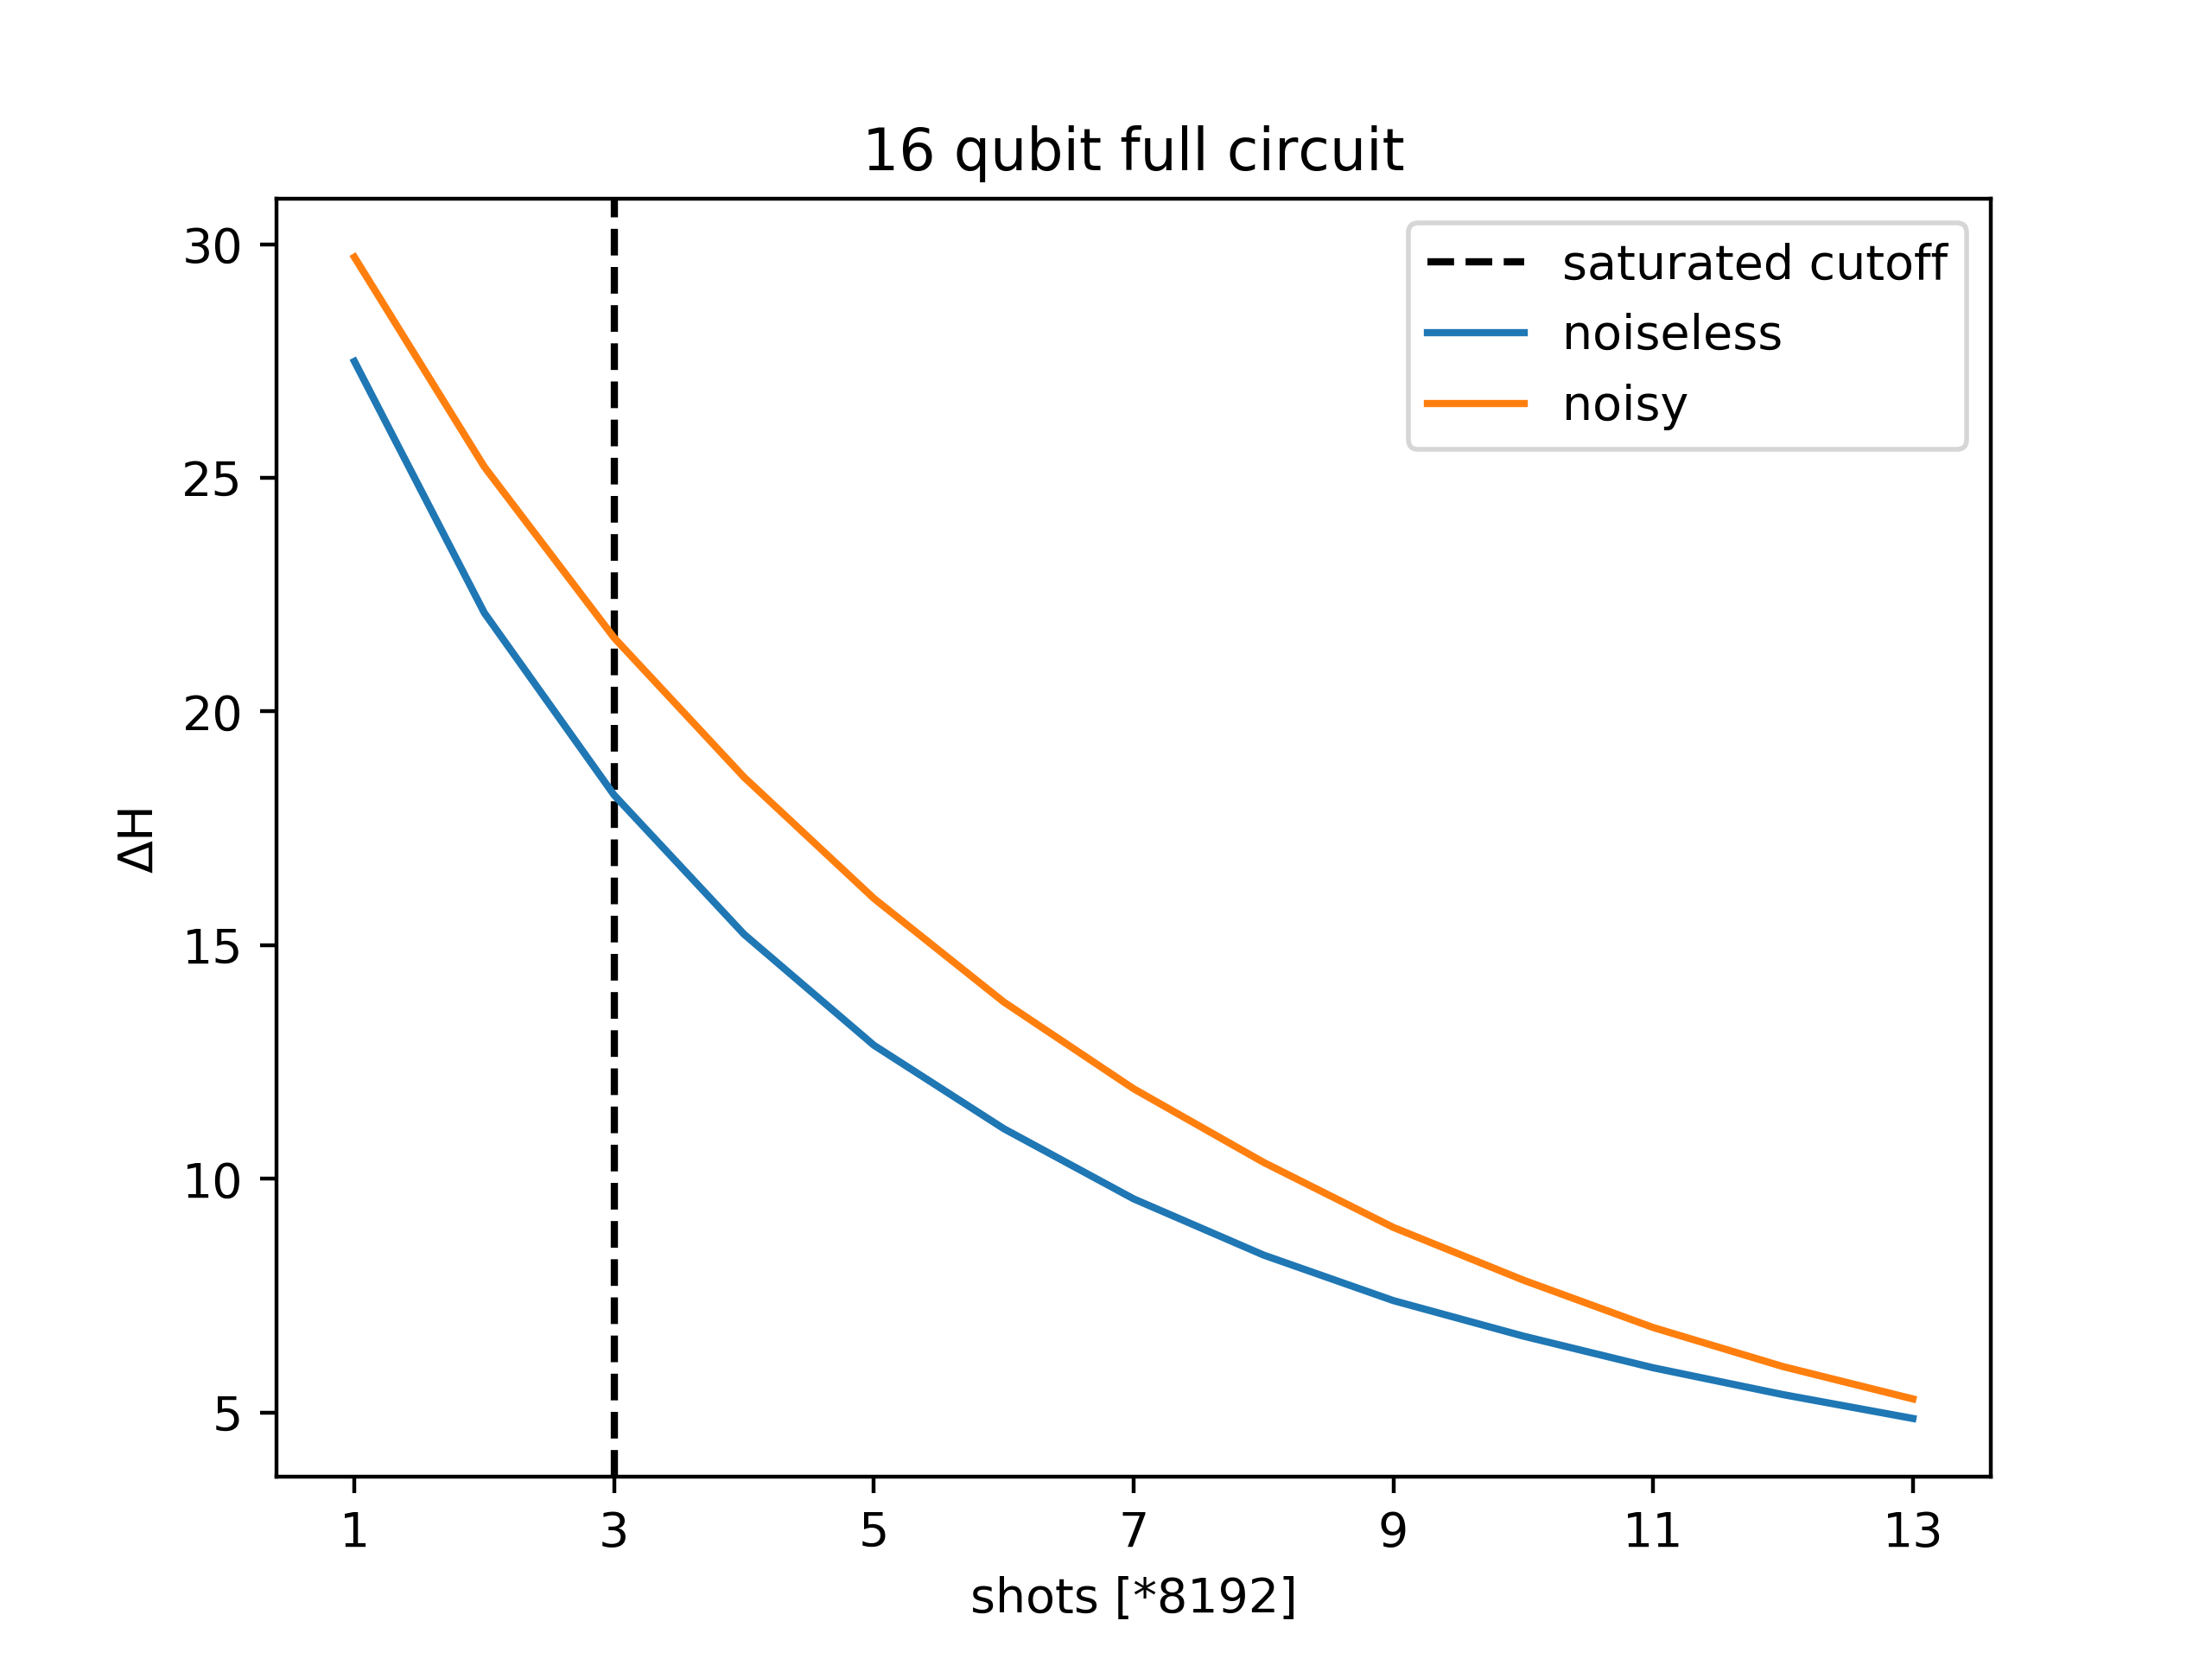 16 qubit full circuit
saturated cutoff
noiseless
noisy
30
25
20
15
10
5
ΔH
1 3 5 7 9 11 13
shots [*8192]